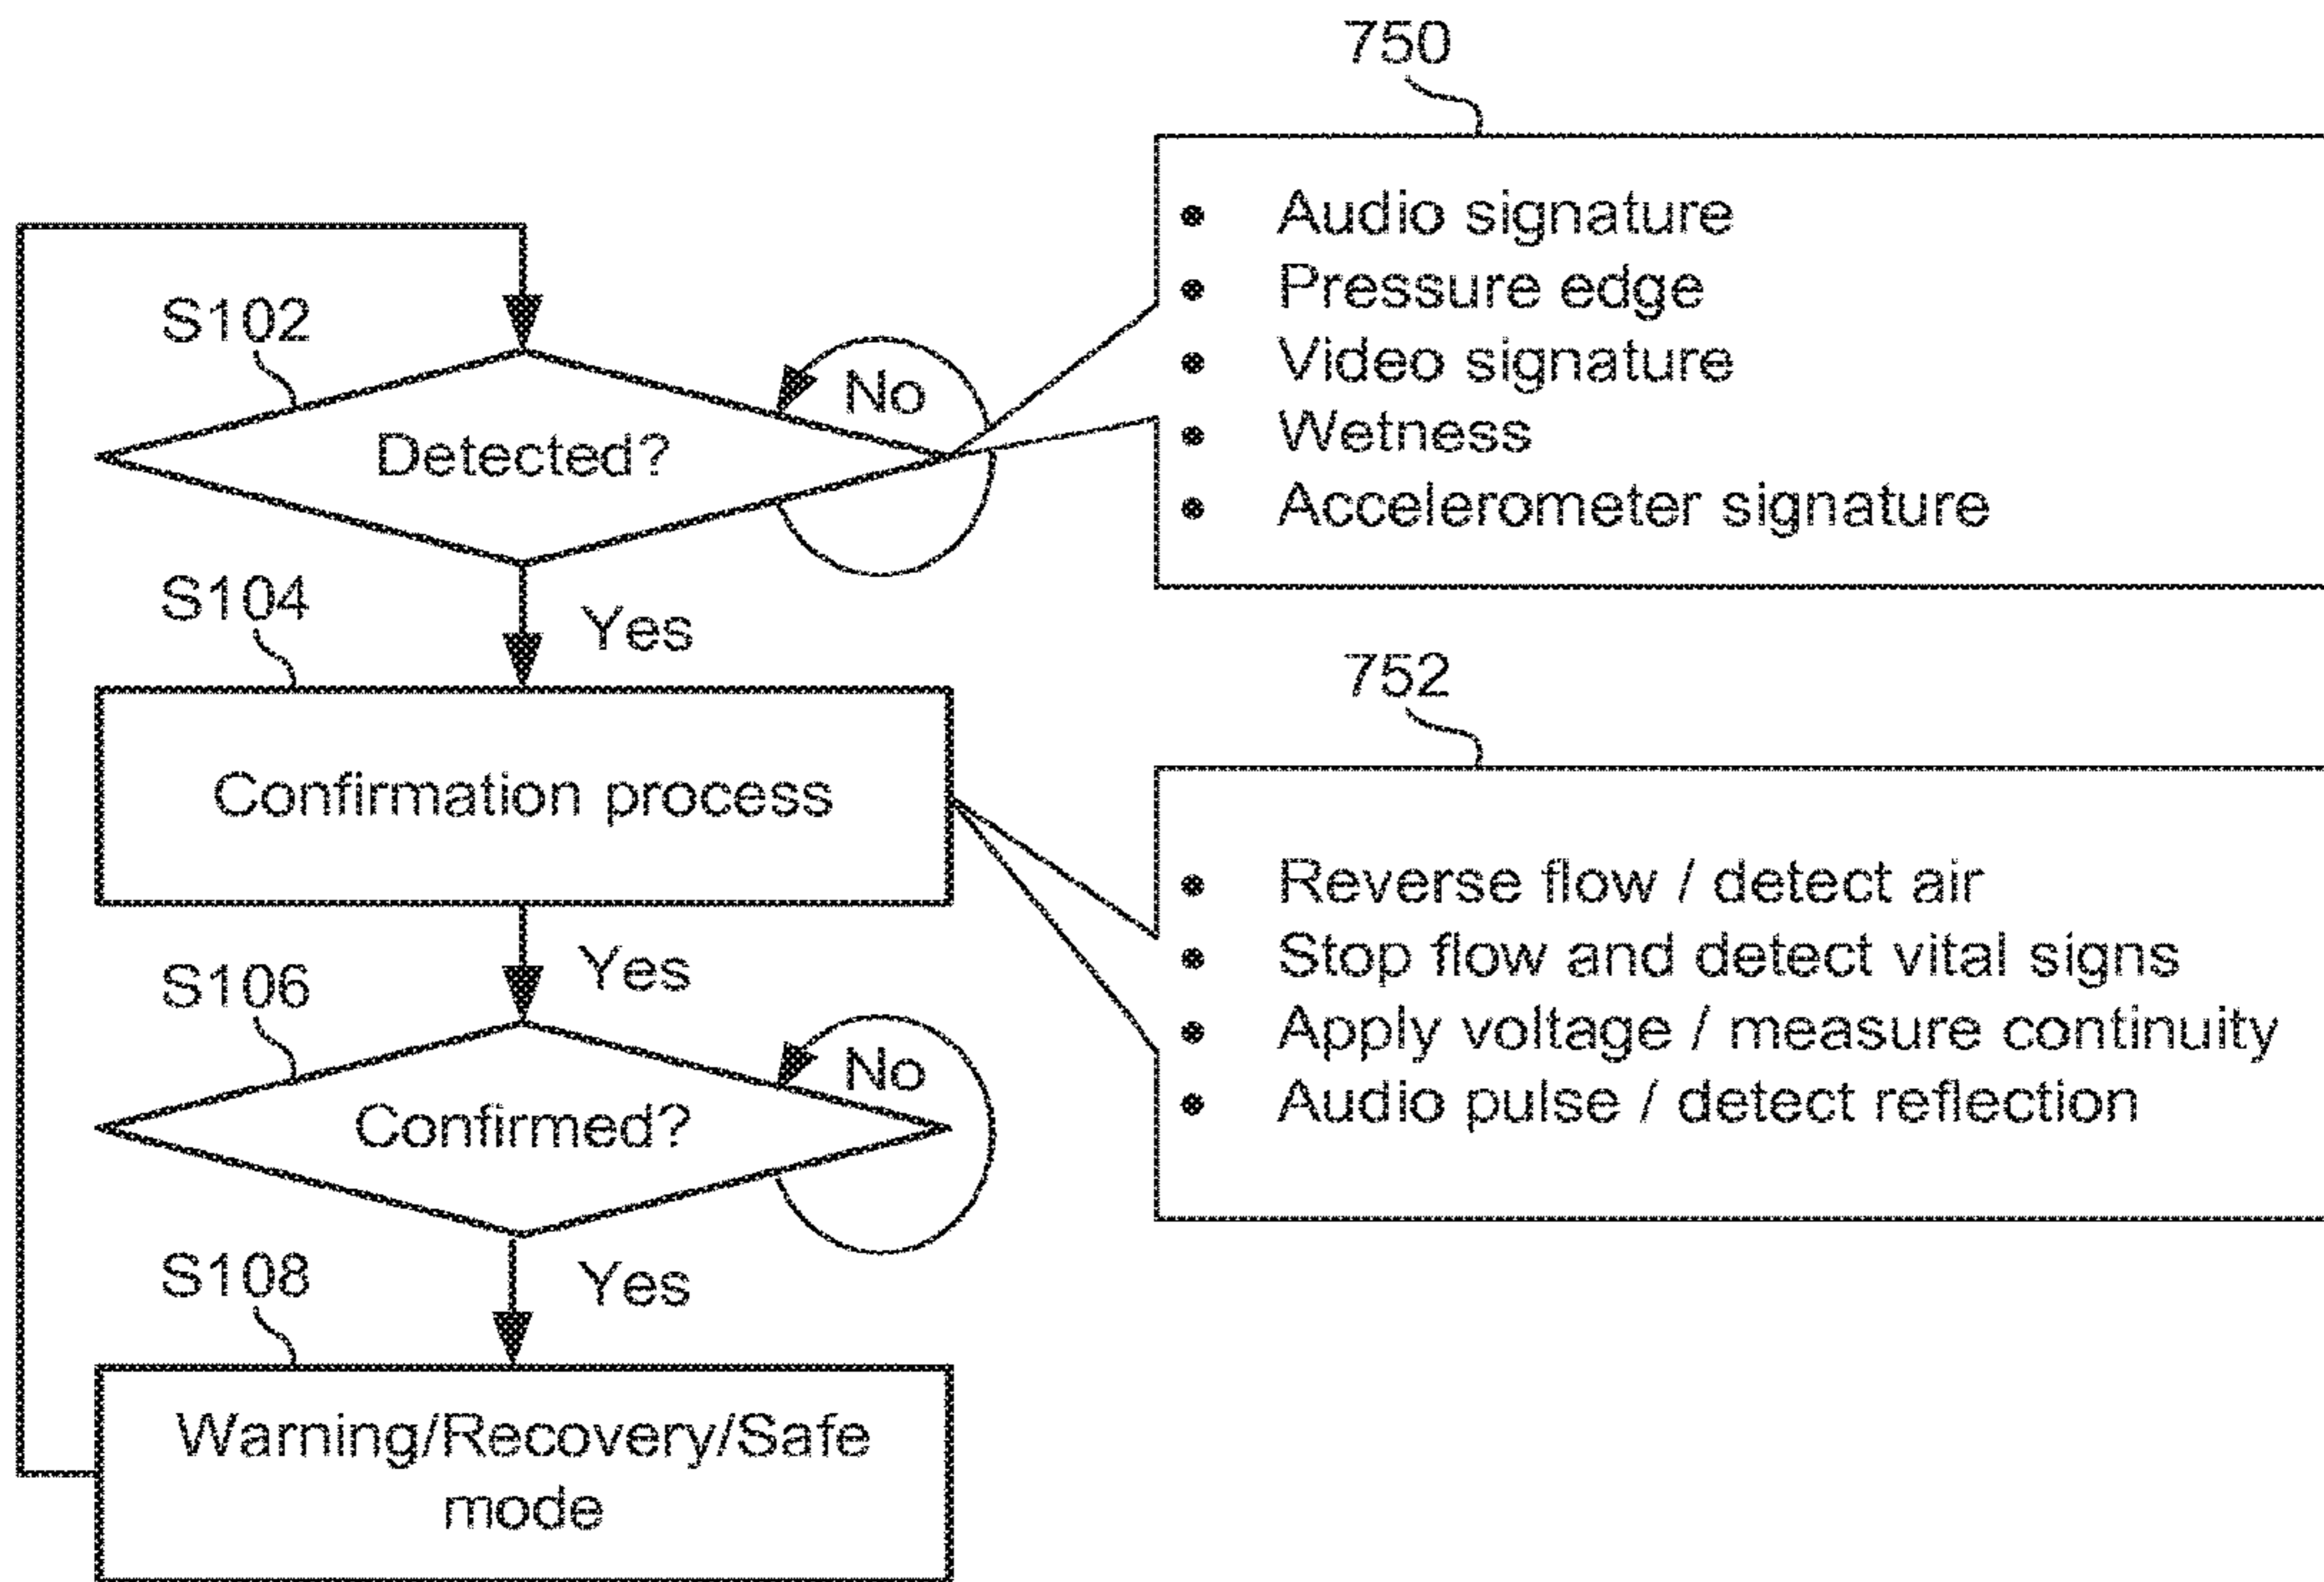 750
• Audio signature
• Pressure edge
• Video signature
• Wetness
• Accelerometer signature
S102
No
Detected?
S104
Yes
752
Confirmation process
• Reverse flow / detect air
• Stop flow and detect vital signs
• Apply voltage / measure continuity
• Audio pulse / detect reflection
Yes
S106
No
Confirmed?
S108
Yes
Warning/Recovery/Safe
mode